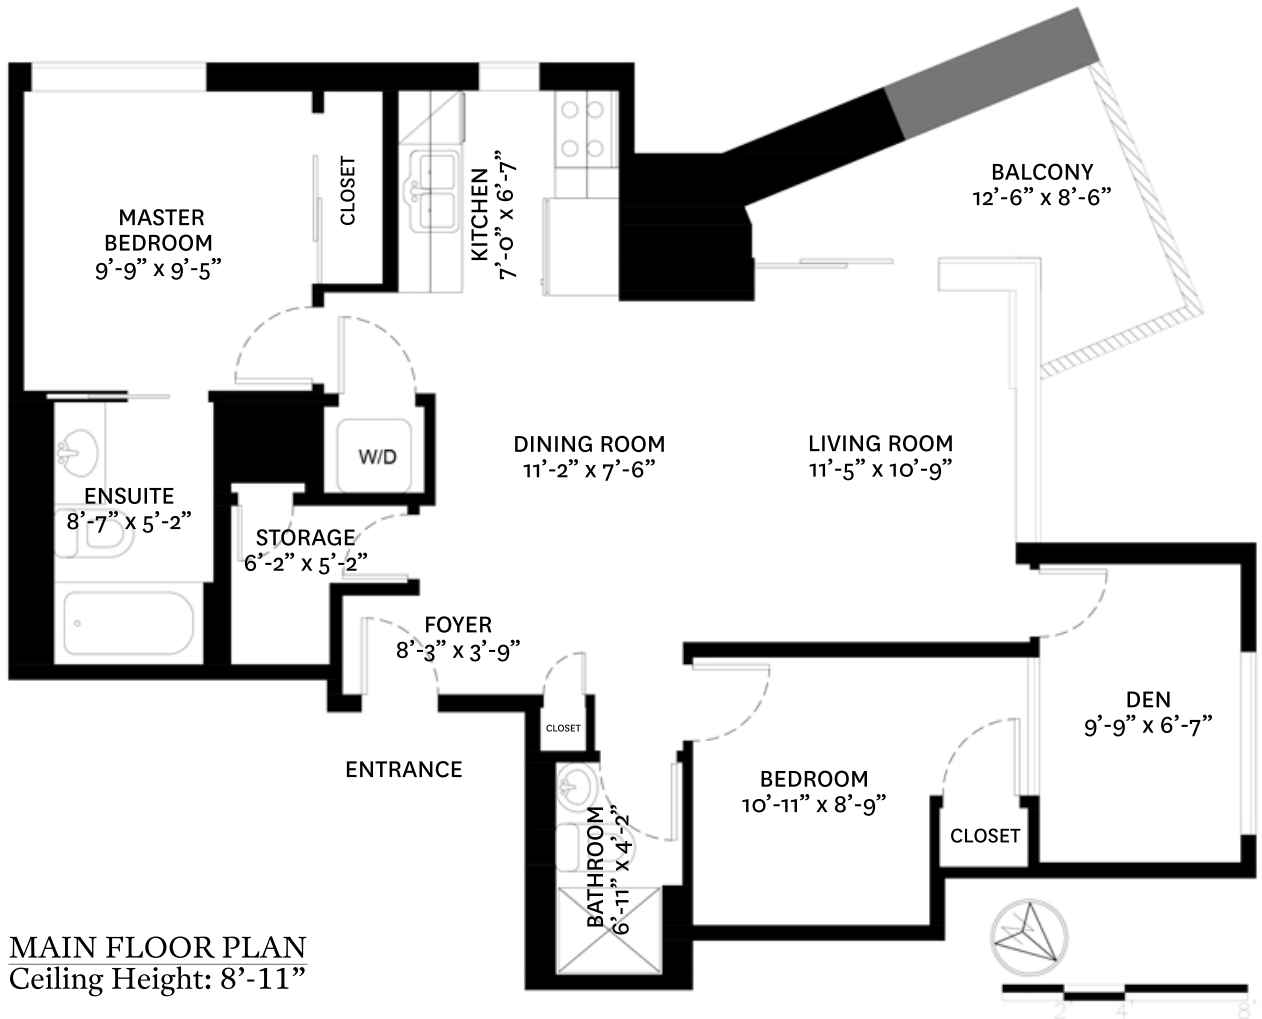 BALCONY
12'-6" x 8'-6"
MASTER
BEDROOM
9'-9" x 9'-5"
CLOSET
KITCHEN
7'-0" x 6'-7"
DINING ROOM
11'-2" x 7'-6"
LIVING ROOM
11'-5" x 10'-9"
W/D
ENSUITE
8'-7" x 5'-2"
STORAGE
6'-2" x 5'-2"
FOYER
8'-3" x 3'-9"
CLOSET
ENTRANCE
BATHROOM
6'-11" x 4'-2"
BEDROOM
10'-11" x 8'-9"
CLOSET
DEN
9'-9" x 6'-7"
MAIN FLOOR PLAN
Ceiling Height: 8'-11"
N
2' 4' 8'